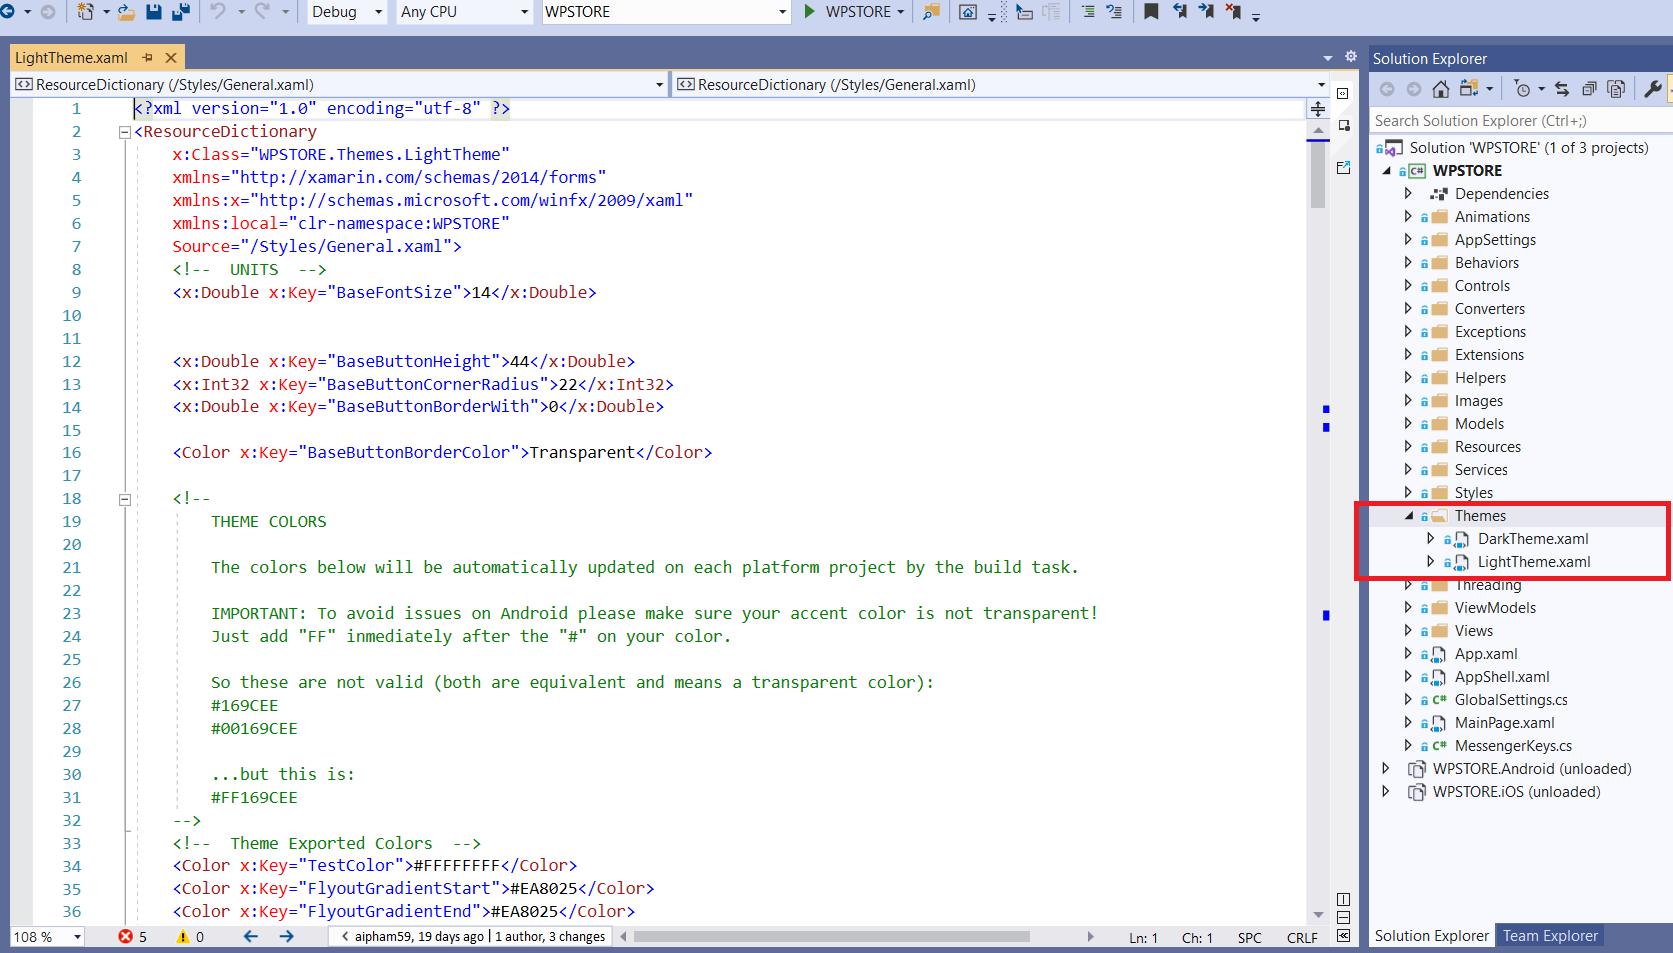 Debug
Any CPU
WPSTORE
WPSTORE
LightTheme.xaml
ResourceDictionary (/Styles/General.xaml)
ResourceDictionary (/Styles/General.xaml)
1 <?xml version="1.0" encoding="utf-8" ?>
2 <ResourceDictionary
3 x:Class="WPSTORE.Themes.LightTheme"
4 xmlns="http://xamarin.com/schemas/2014/forms"
5 xmlns:x="http://schemas.microsoft.com/winfx/2009/xaml"
6 xmlns:local="clr-namespace:WPSTORE"
7 Source="/Styles/General.xaml">
8 <!--  UNITS  -->
9 <x:Double x:Key="BaseFontSize">14</x:Double>
10
11
12 <x:Double x:Key="BaseButtonHeight">44</x:Double>
13 <x:Int32 x:Key="BaseButtonCornerRadius">22</x:Int32>
14 <x:Double x:Key="BaseButtonBorderWith">0</x:Double>
15
16 <Color x:Key="BaseButtonBorderColor">Transparent</Color>
17
18 <!--
19 THEME COLORS
20
21 The colors below will be automatically updated on each platform project by the build task.
22
23 IMPORTANT: To avoid issues on Android please make sure your accent color is not transparent!
24 Just add "FF" inmediately after the "#" on your color.
25
26 So these are not valid (both are equivalent and means a transparent color):
27 #169CEE
28 #00169CEE
29
30 ...but this is:
31 #FF169CEE
32 -->
33 <!--  Theme Exported Colors  -->
34 <Color x:Key="TestColor">#FFFFFFFF</Color>
35 <Color x:Key="FlyoutGradientStart">#EA8025</Color>
36 <Color x:Key="FlyoutGradientEnd">#EA8025</Color>
108 %
5
0
aipham59, 19 days ago | 1 author, 3 changes
Ln: 1
Ch: 1
SPC
CRLF
Solution Explorer
Search Solution Explorer (Ctrl+;)
Solution 'WPSTORE' (1 of 3 projects)
C# WPSTORE
Dependencies
Animations
AppSettings
Behaviors
Controls
Converters
Exceptions
Extensions
Helpers
Images
Models
Resources
Services
Styles
Themes
DarkTheme.xaml
LightTheme.xaml
Threading
ViewModels
Views
App.xaml
AppShell.xaml
C# GlobalSettings.cs
MainPage.xaml
C# MessengerKeys.cs
WPSTORE.Android (unloaded)
WPSTORE.iOS (unloaded)
Solution Explorer
Team Explorer